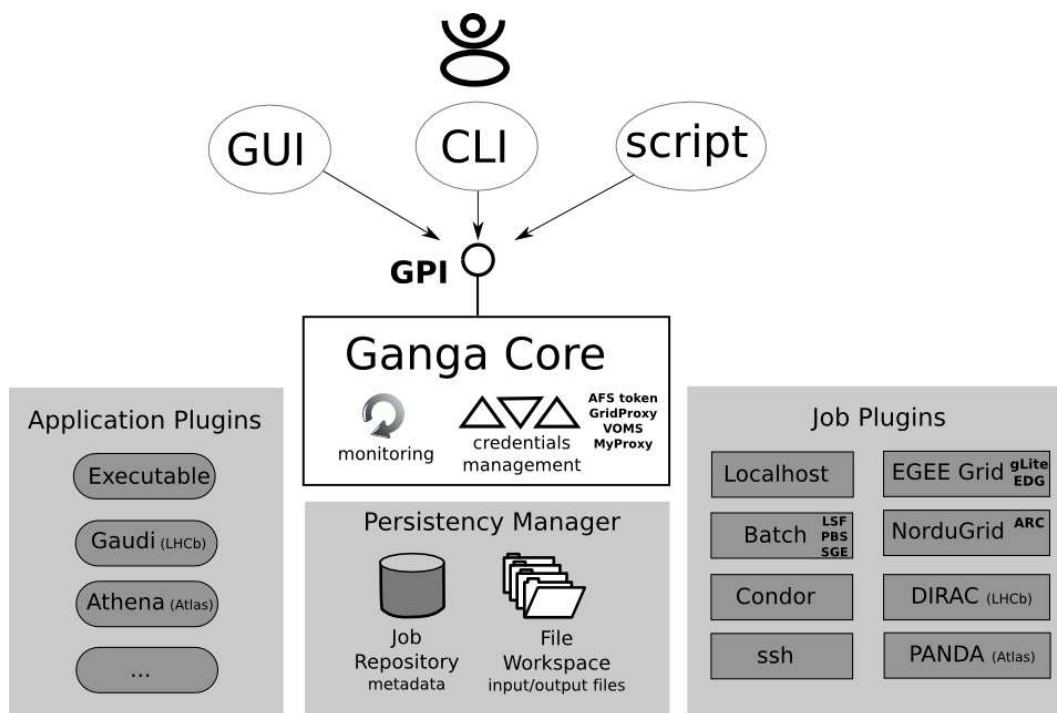 GUI
CLI
script
GPI
Ganga Core
monitoring
credentials
management
AFS token
GridProxy
VOMS
MyProxy
Application Plugins
Executable
Gaudi (LHCb)
Athena (Atlas)
...
Persistency Manager
Job
Repository
metadata
File
Workspace
input/output files
Job Plugins
Localhost
EGEE Grid gLite
EDG
Batch LSF
PBS
SGE
NorduGrid ARC
Condor
DIRAC (LHCb)
ssh
PANDA (Atlas)